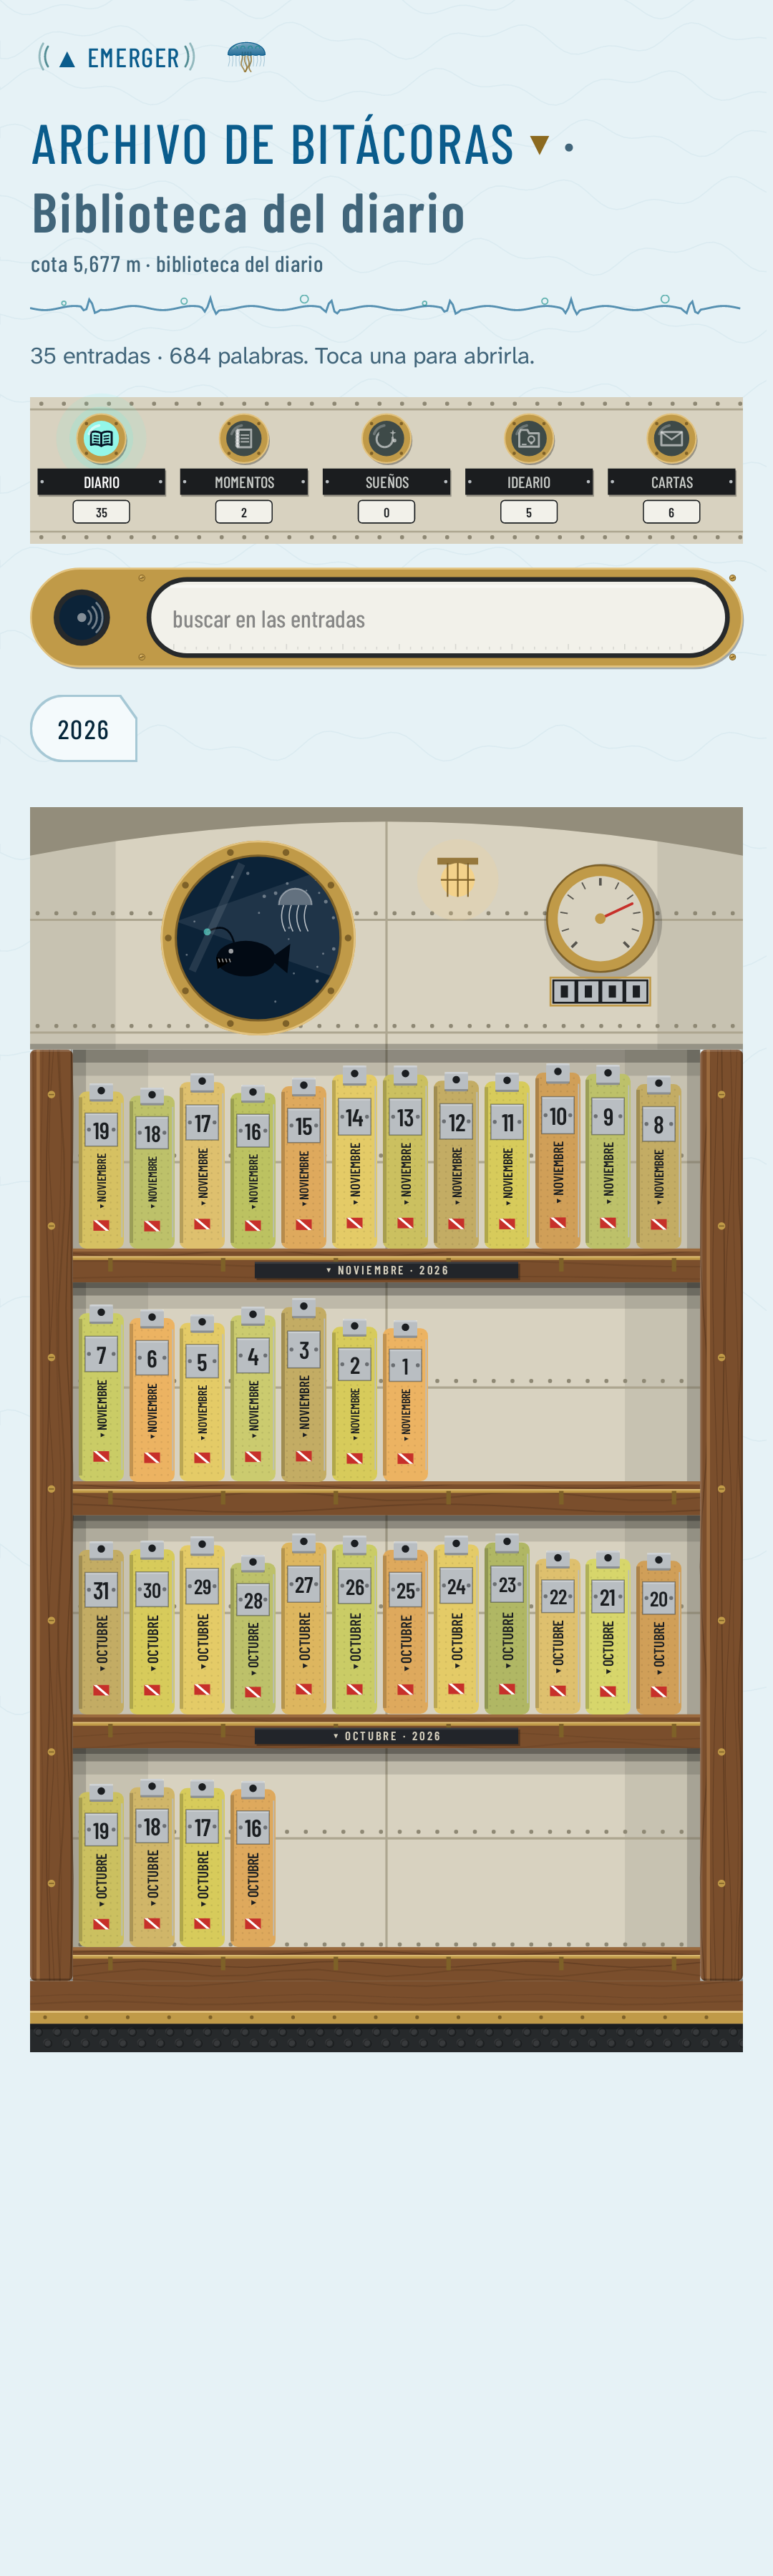 ▲ EMERGER
ARCHIVO DE BITÁCORAS ▼ •
Biblioteca del diario
cota 5,677 m · biblioteca del diario
35 entradas · 684 palabras. Toca una para abrirla.
DIARIO MOMENTOS SUEÑOS IDEARIO CARTAS
35 2 0 5 6
buscar en las entradas
2026
19 18 17 16 15 14 13 12 11 10 9 8
▼ NOVIEMBRE ▼ NOVIEMBRE ▼ NOVIEMBRE ▼ NOVIEMBRE ▼ NOVIEMBRE ▼ NOVIEMBRE ▼ NOVIEMBRE ▼ NOVIEMBRE ▼ NOVIEMBRE ▼ NOVIEMBRE ▼ NOVIEMBRE ▼ NOVIEMBRE
▼ NOVIEMBRE · 2026
7 6 5 4 3 2 1
▼ NOVIEMBRE ▼ NOVIEMBRE ▼ NOVIEMBRE ▼ NOVIEMBRE ▼ NOVIEMBRE ▼ NOVIEMBRE ▼ NOVIEMBRE
31 30 29 28 27 26 25 24 23 22 21 20
▼ OCTUBRE ▼ OCTUBRE ▼ OCTUBRE ▼ OCTUBRE ▼ OCTUBRE ▼ OCTUBRE ▼ OCTUBRE ▼ OCTUBRE ▼ OCTUBRE ▼ OCTUBRE ▼ OCTUBRE ▼ OCTUBRE
▼ OCTUBRE · 2026
19 18 17 16
▼ OCTUBRE ▼ OCTUBRE ▼ OCTUBRE ▼ OCTUBRE